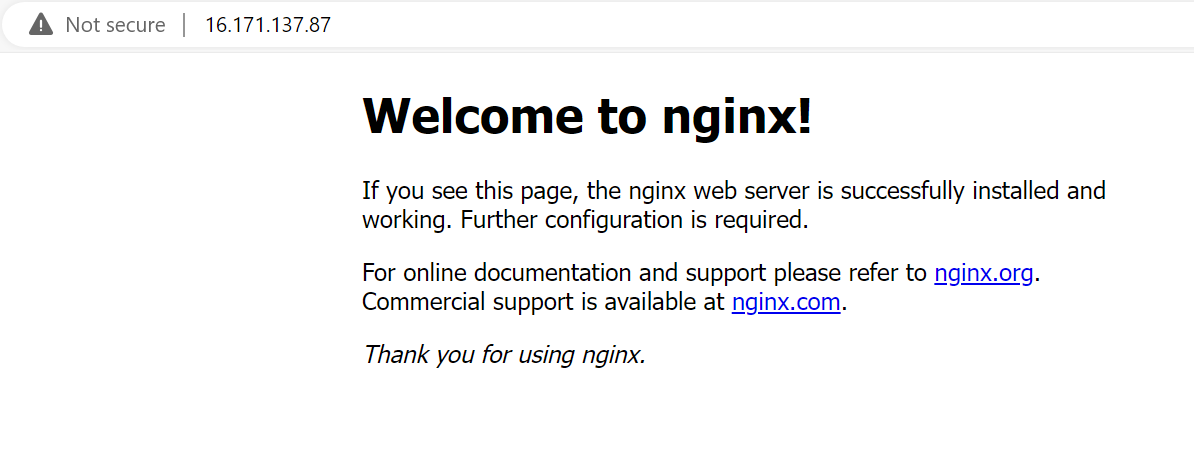 Not secure | 16.171.137.87
Welcome to nginx!
If you see this page, the nginx web server is successfully installed and
working. Further configuration is required.
For online documentation and support please refer to nginx.org.
Commercial support is available at nginx.com.
Thank you for using nginx.